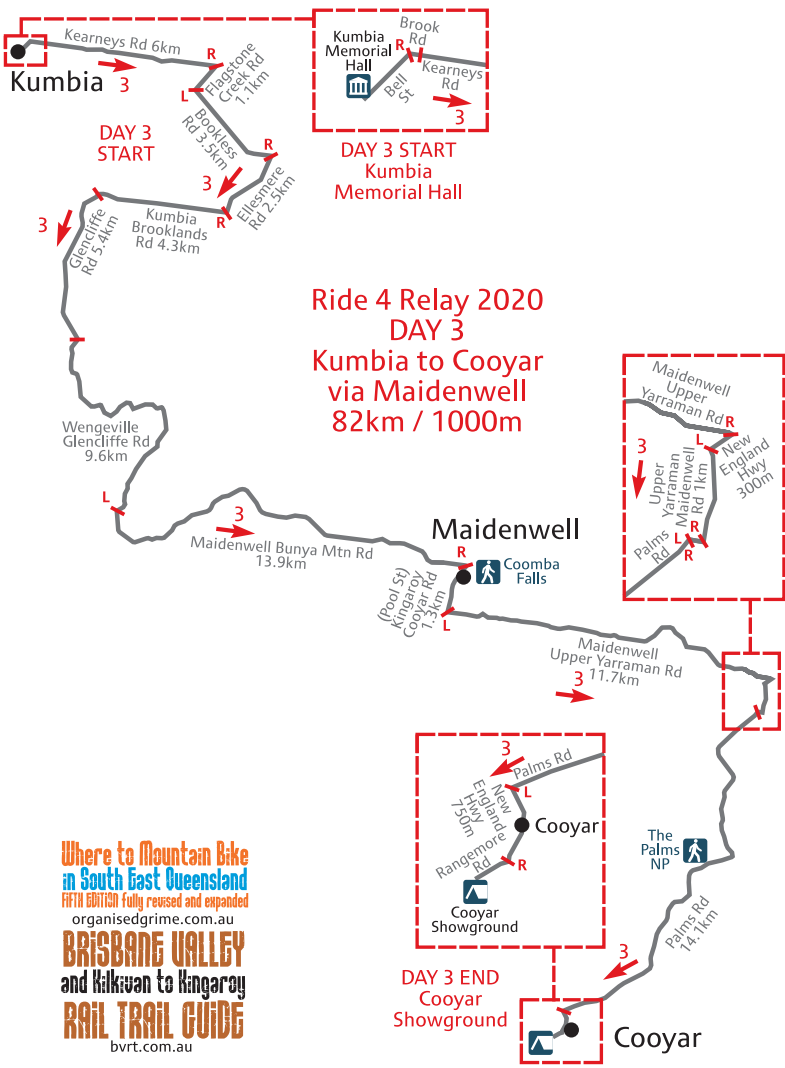 Kearneys Rd 6km
R
Flagstone
Creek Rd
1.1km
3
Kumbia
L
Bookless
Rd 3.5km
DAY 3
START
R
3
Ellesmere
Rd 2.5km
R
Kumbia
Brooklands
Rd 4.3km
3
Glencliffe
Rd 5.4km
Kumbia
Memorial
Hall
Brook
Rd
R
Kearneys
Rd
Bell
St
3
DAY 3 START
Kumbia
Memorial Hall
Ride 4 Relay 2020
DAY 3
Kumbia to Cooyar
via Maidenwell
82km / 1000m
Wengeville
Glencliffe Rd
9.6km
L
3
Maidenwell Bunya Mtn Rd
13.9km
Maidenwell
R
Coomba
Falls
(Pool St)
Kingaroy
Cooyar Rd
1.3km
L
Maidenwell
Upper Yarraman Rd
11.7km
3
Maidenwell
Upper
Yarraman Rd
R
L
New
England
Hwy
300m
3
Upper
Yarraman
Maidenwell
Rd 1km
R
L
R
Palms
Rd
3
Palms Rd
L
New
England
Hwy
750m
Cooyar
Rangemore
Rd
R
Cooyar
Showground
The
Palms
NP
Palms Rd
14.1km
3
DAY 3 END
Cooyar
Showground
Cooyar
Where to Mountain Bike
in South East Queensland
FIFTH EDITION fully revised and expanded
organisedgrime.com.au
BRISBANE VALLEY
and Kilkivan to Kingaroy
RAIL TRAIL GUIDE
bvrt.com.au